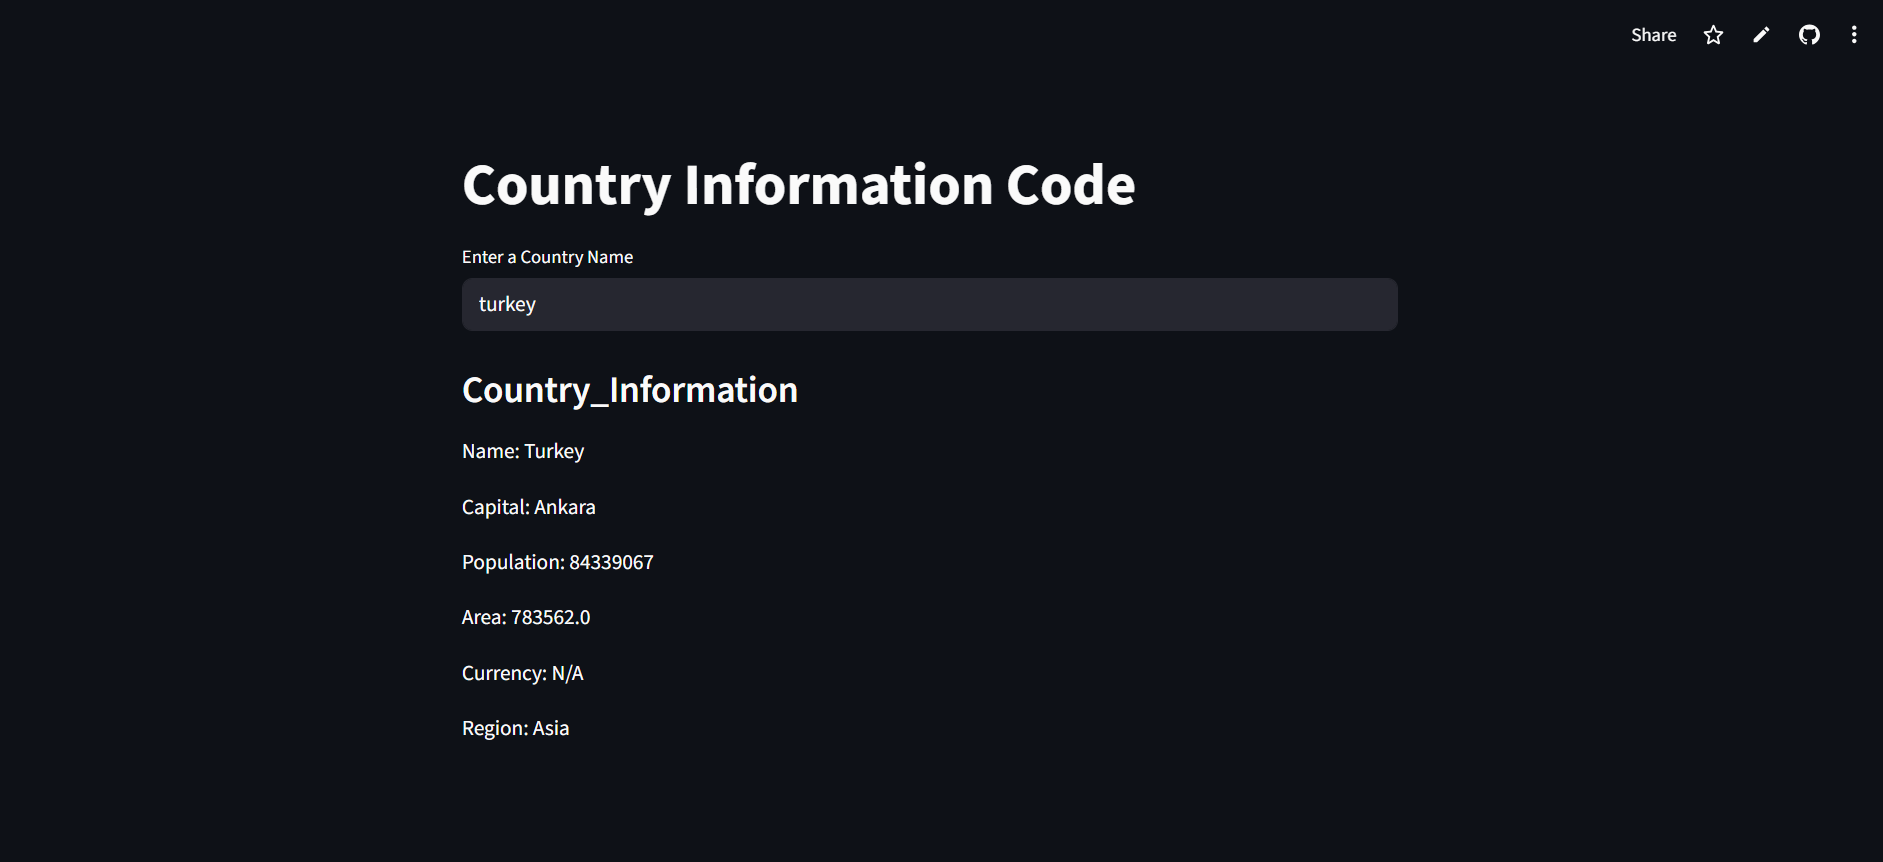 Share
Country Information Code
Enter a Country Name
turkey
Country_Information
Name: Turkey
Capital: Ankara
Population: 84339067
Area: 783562.0
Currency: N/A
Region: Asia